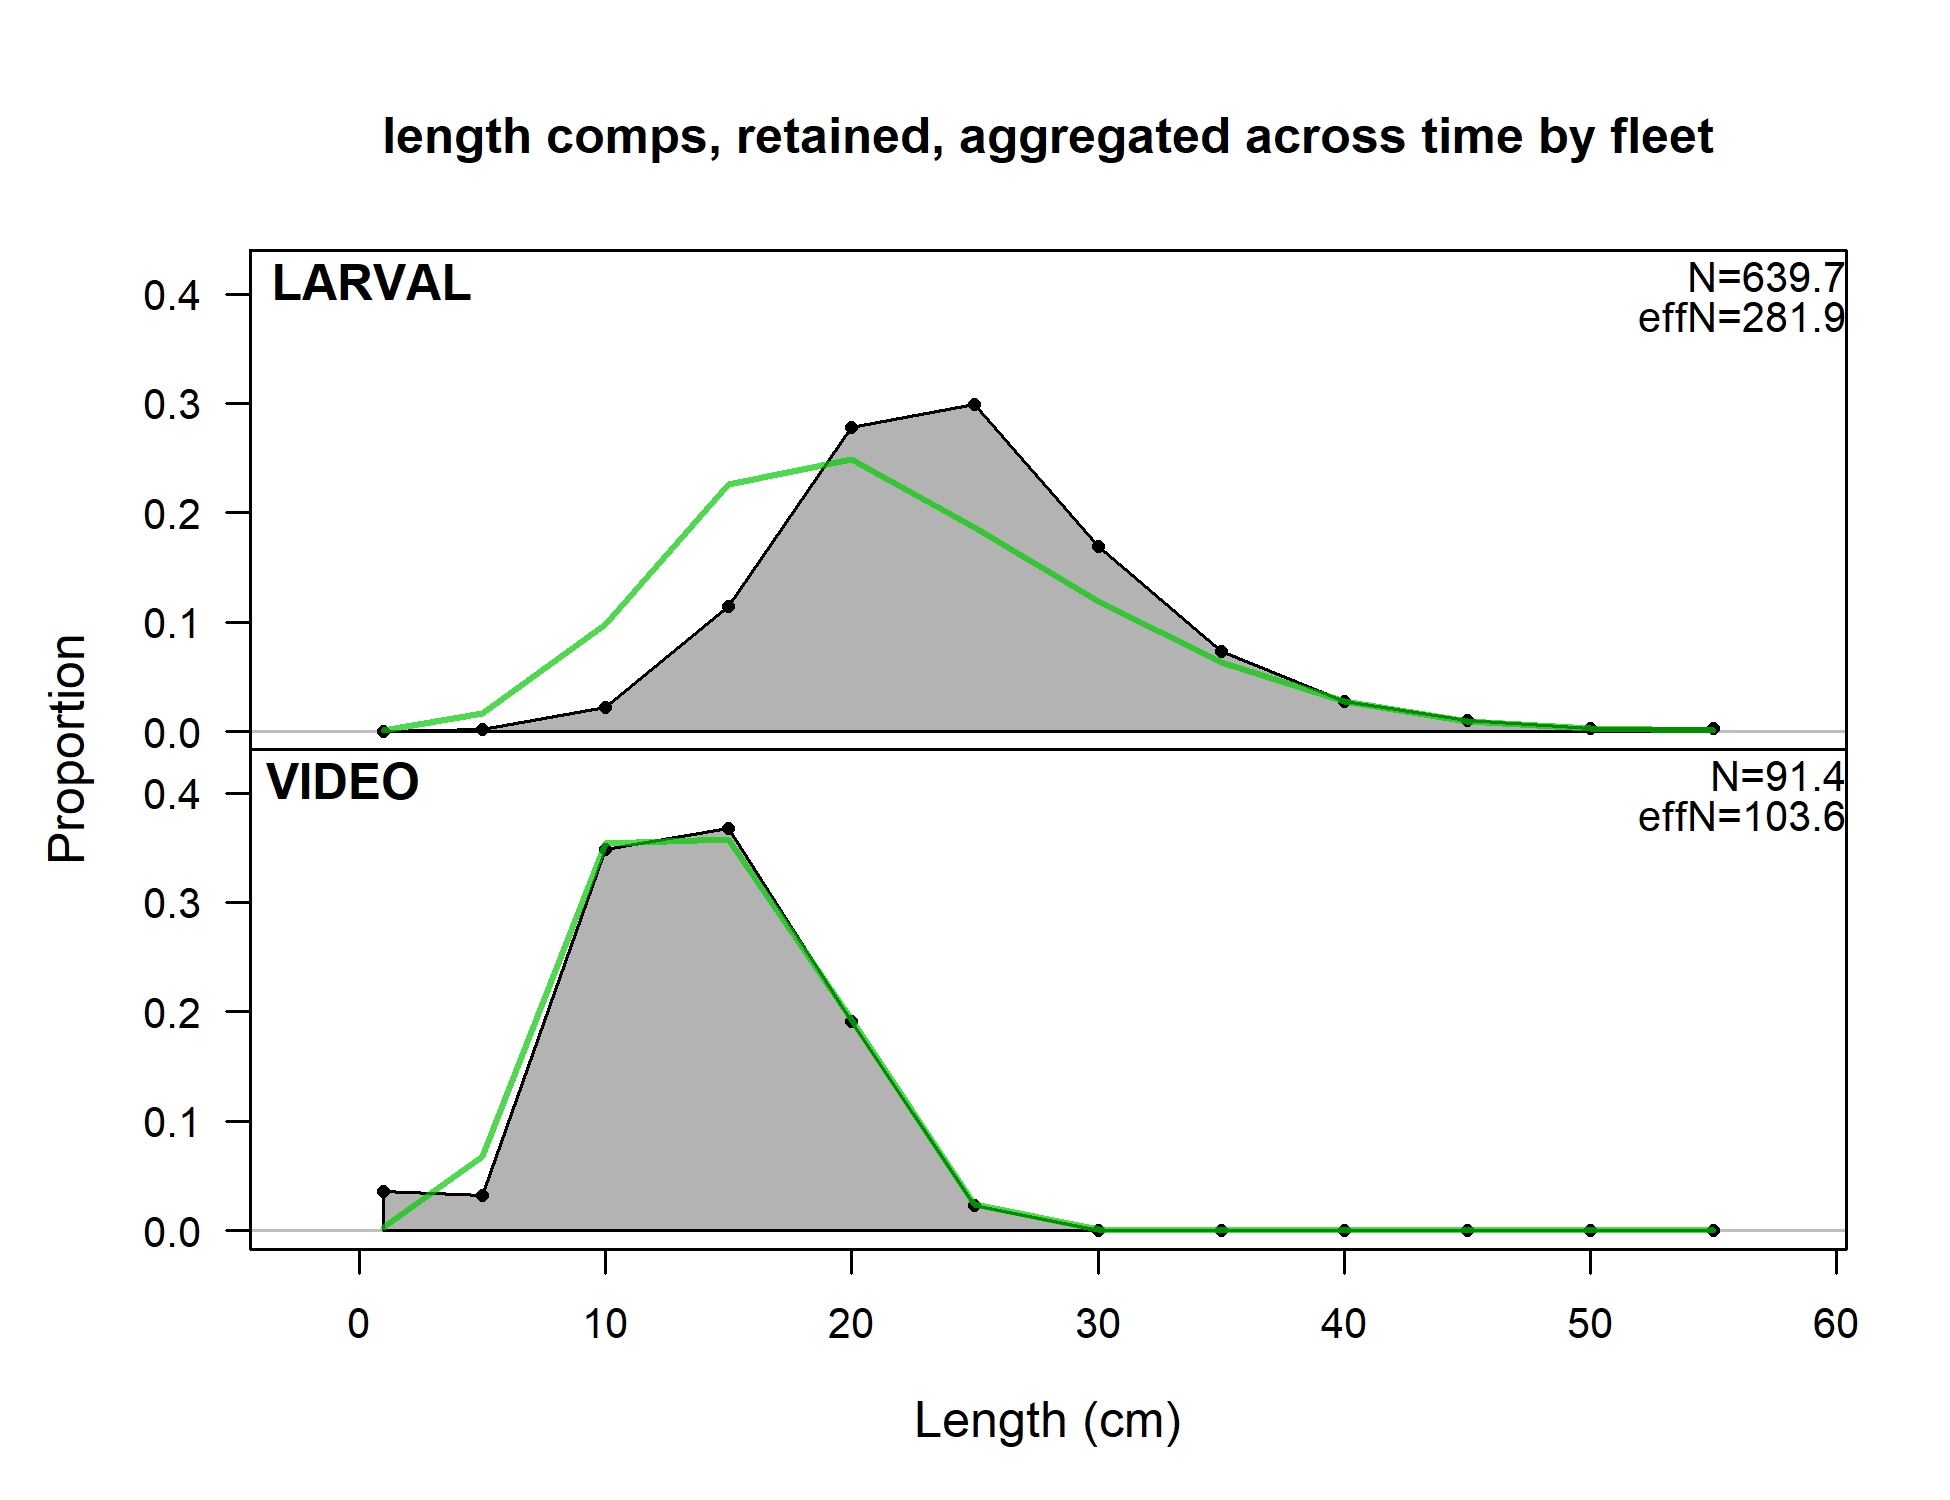 length comps, retained, aggregated across time by fleet
LARVAL
N=639.7
effN=281.9
0.4
0.3
0.2
0.1
0.0
VIDEO
N=91.4
effN=103.6
0.4
0.3
0.2
0.1
0.0
Proportion
0 10 20 30 40 50 60
Length (cm)